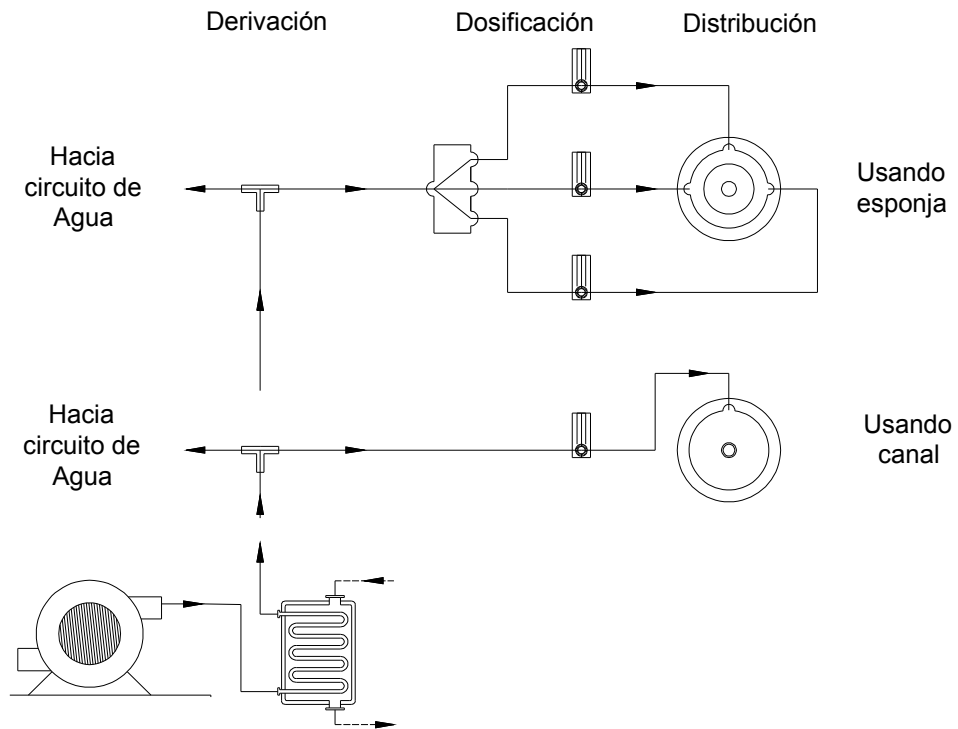 Derivación
Dosificación
Distribución
Hacia
circuito de
Agua
Usando
esponja
Hacia
circuito de
Agua
Usando
canal